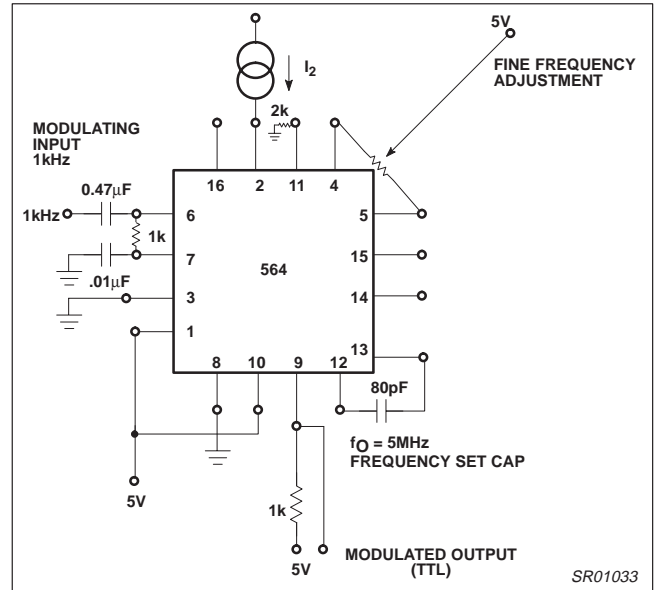 5V
I2
FINE FREQUENCY
ADJUSTMENT
2k
MODULATING
INPUT
1kHz
16
2
11
4
0.47μF
1kHz
6
5
1k
7
15
564
.01μF
3
14
1
13
8
10
9
12
80pF
fO = 5MHz
FREQUENCY SET CAP
5V
1k
5V
MODULATED OUTPUT
(TTL)
SR01033